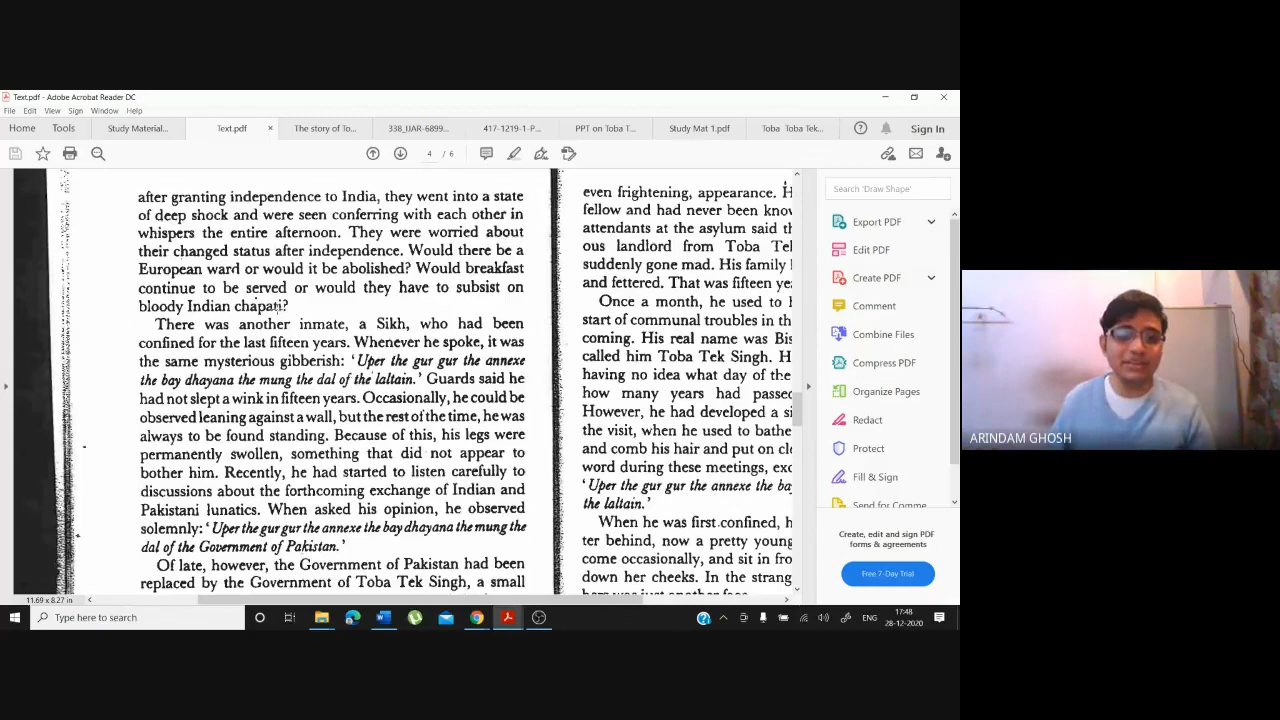 Text.pdf - Adobe Acrobat Reader DC
File Edit View Sign Window Help
Home Tools Study Material... Text.pdf × The story of To... 338_IJAR-6899... 417-1219-1-P... PPT on Toba T... Study Mat 1.pdf Toba Tek... Sign In
4 / 6
after granting independence to India, they went into a state
of deep shock and were seen conferring with each other in
whispers the entire afternoon. They were worried about
their changed status after independence. Would there be a
European ward or would it be abolished? Would breakfast
continue to be served or would they have to subsist on
bloody Indian chapati?
There was another inmate, a Sikh, who had been
confined for the last fifteen years. Whenever he spoke, it was
the same mysterious gibberish: 'Uper the gur gur the annexe
the bay dhayana the mung the dal of the laltain.' Guards said he
had not slept a wink in fifteen years. Occasionally, he could be
observed leaning against a wall, but the rest of the time, he was
always to be found standing. Because of this, his legs were
permanently swollen, something that did not appear to
bother him. Recently, he had started to listen carefully to
discussions about the forthcoming exchange of Indian and
Pakistani lunatics. When asked his opinion, he observed
solemnly: 'Uper the gur gur the annexe the bay dhayana the mung the
dal of the Government of Pakistan.'
Of late, however, the Government of Pakistan had been
replaced by the Government of Toba Tek Singh, a small
even frightening, appearance. H
fellow and had never been know
attendants at the asylum said th
ous landlord from Toba Tek
suddenly gone mad. His family
and fettered. That was fifteen yea
Once a month, he used to h
start of communal troubles in th
coming. His real name was Bis
called him Toba Tek Singh. H
having no idea what day of the
how many years had passed
However, he had developed a si
the visit, when he used to bathe
and comb his hair and put on cle
word during these meetings, exc
'Uper the gur gur the annexe the bay
the laltain.'
When he was first confined, h
ter behind, now a pretty young
come occasionally, and sit in fro
down her cheeks. In the strang
just another face
11.69 x 8.27 in
Search 'Draw Shape'
Export PDF
Edit PDF
Create PDF
Comment
Combine Files
Compress PDF
Organize Pages
Redact
Protect
Fill & Sign
Send for Comme
Create, edit and sign PDF
forms & agreements
Free 7-Day Trial
Type here to search
ENG
17:48
28-12-2020
ARINDAM GHOSH